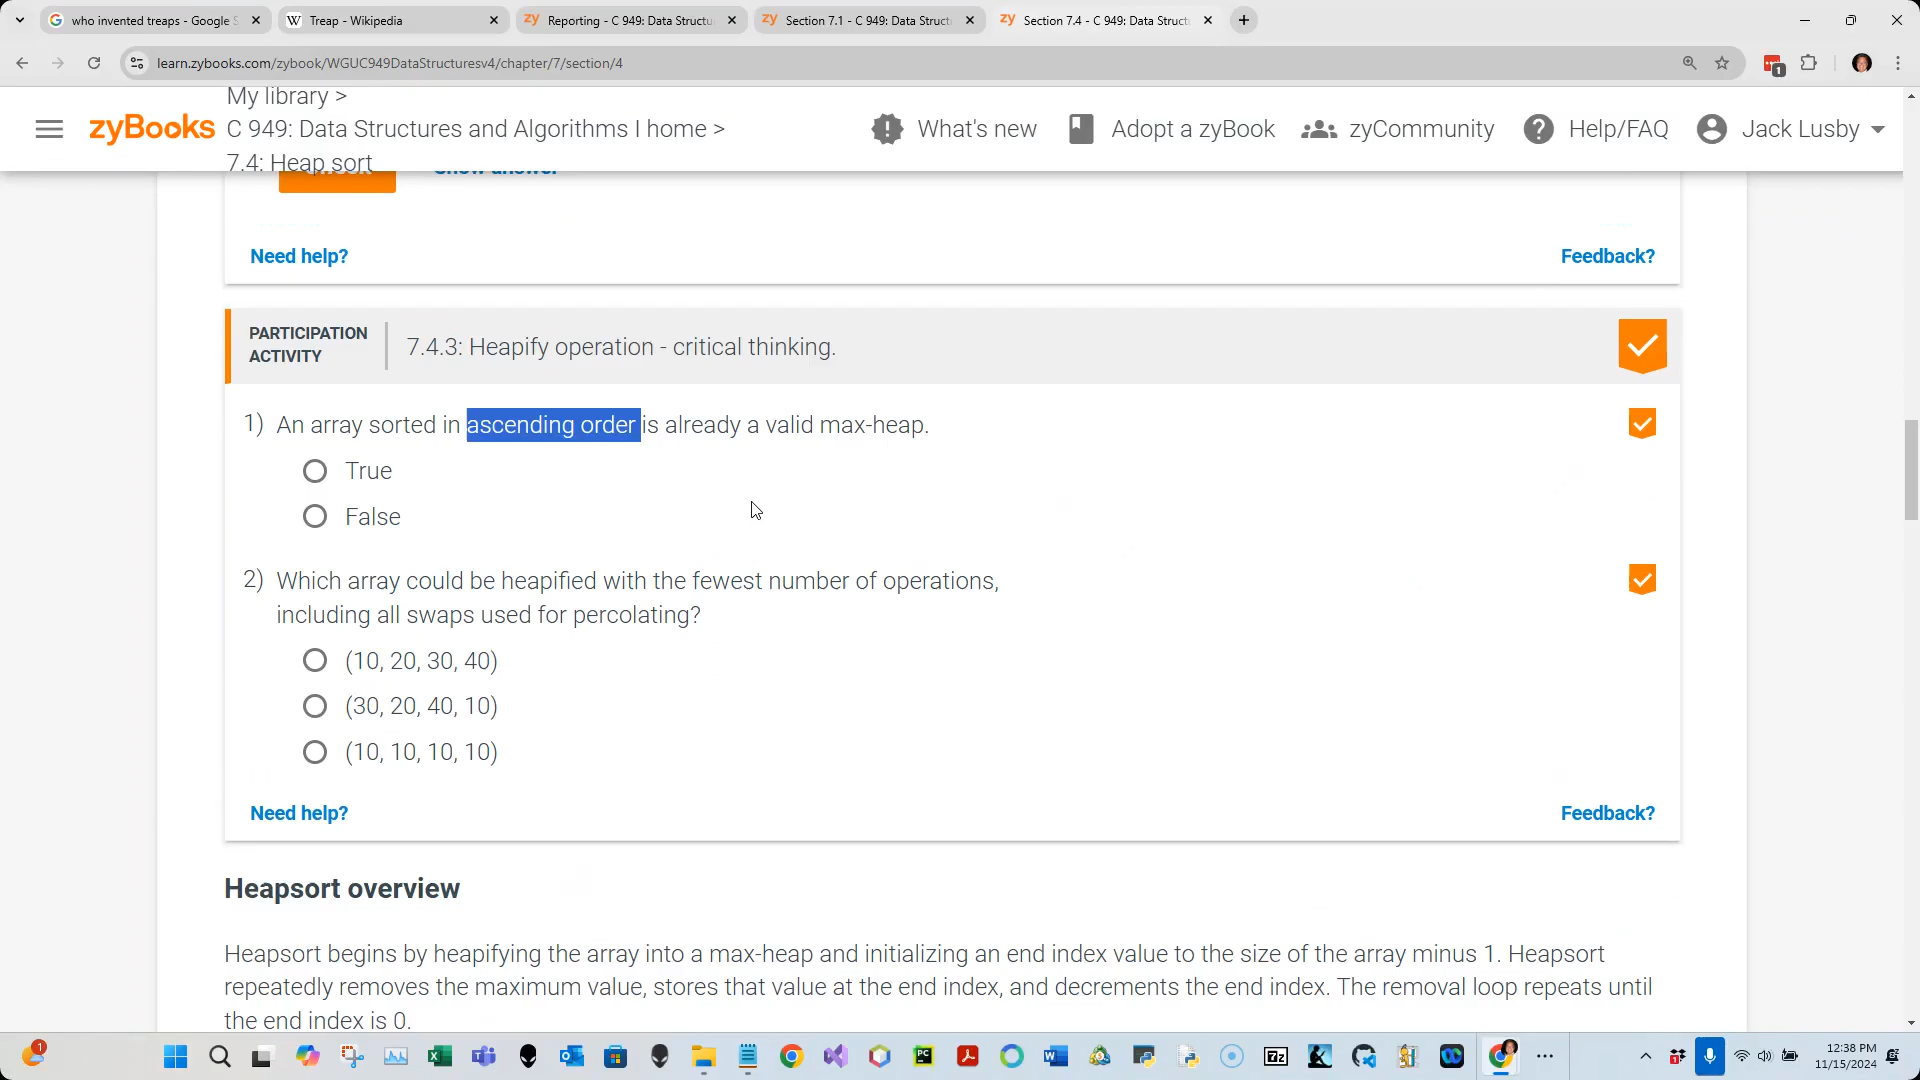 who invented treaps - Google S
Treap - Wikipedia
Reporting - C 949: Data Structu
Section 7.1 - C 949: Data Struct
Section 7.4 - C 949: Data Struct
learn.zybooks.com/zybook/WGUC949DataStructuresv4/chapter/7/section/4
1
zyBooks
My library >
C 949: Data Structures and Algorithms I home >
7.4: Heap sort
What's new
Adopt a zyBook
zyCommunity
Help/FAQ
Jack Lusby
Show answer
Need help?
Feedback?
PARTICIPATION
ACTIVITY
7.4.3: Heapify operation - critical thinking.
1) An array sorted in ascending order is already a valid max-heap.
True
False
2) Which array could be heapified with the fewest number of operations,
including all swaps used for percolating?
(10, 20, 30, 40)
(30, 20, 40, 10)
(10, 10, 10, 10)
Need help?
Feedback?
Heapsort overview
Heapsort begins by heapifying the array into a max-heap and initializing an end index value to the size of the array minus 1. Heapsort
repeatedly removes the maximum value, stores that value at the end index, and decrements the end index. The removal loop repeats until
the end index is 0.
12:38 PM
11/15/2024